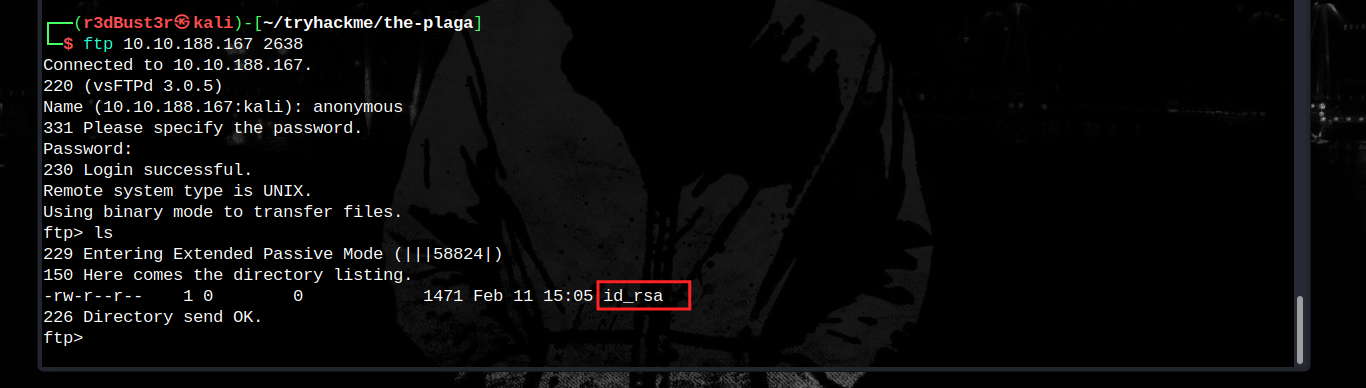 ┌──(r3dBust3r㉿kali)-[~/tryhackme/the-plaga]
└─$ ftp 10.10.188.167 2638
Connected to 10.10.188.167.
220 (vsFTPd 3.0.5)
Name (10.10.188.167:kali): anonymous
331 Please specify the password.
Password:
230 Login successful.
Remote system type is UNIX.
Using binary mode to transfer files.
ftp> ls
229 Entering Extended Passive Mode (|||58824|)
150 Here comes the directory listing.
-rw-r--r--    1 0        0            1471 Feb 11 15:05 id_rsa
226 Directory send OK.
ftp>